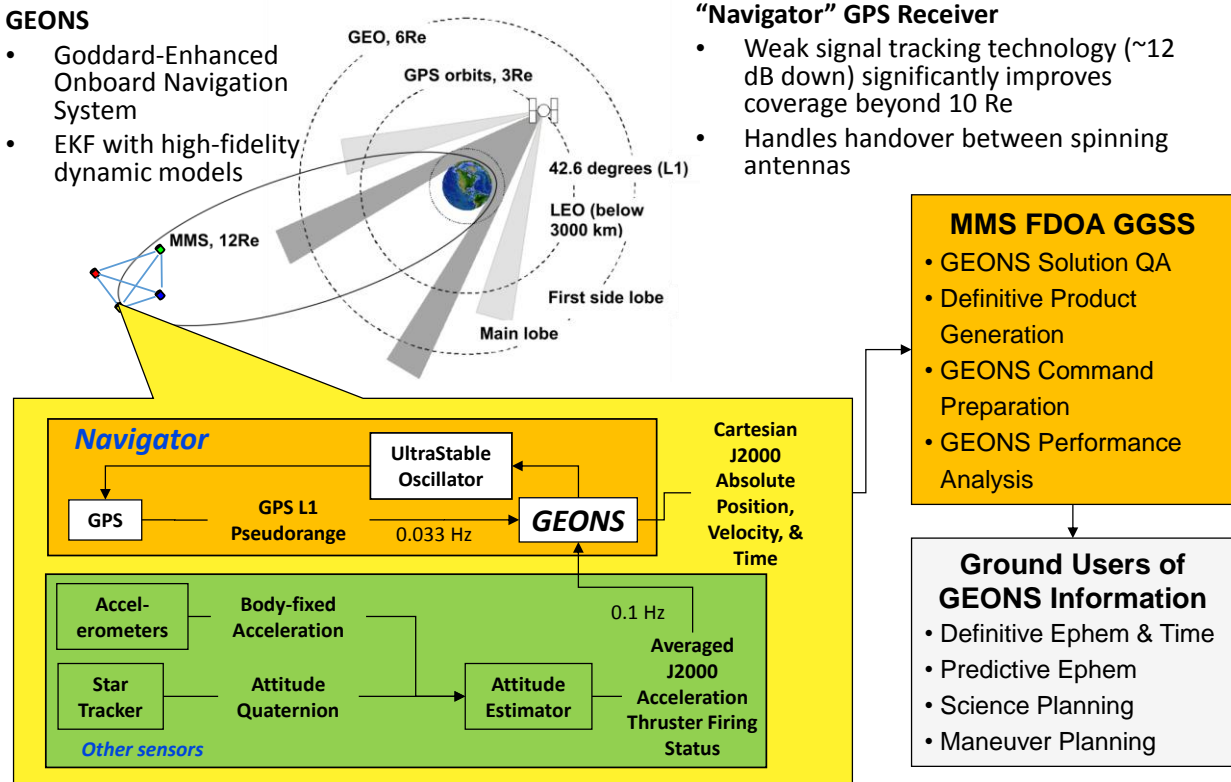 GEONS
• Goddard-Enhanced
Onboard Navigation
System
• EKF with high-fidelity
dynamic models
GEO, 6Re
GPS orbits, 3Re
42.6 degrees (L1)
LEO (below
3000 km)
MMS, 12Re
First side lobe
Main lobe
“Navigator” GPS Receiver
• Weak signal tracking technology (~12
dB down) significantly improves
coverage beyond 10 Re
• Handles handover between spinning
antennas
Navigator
UltraStable
Oscillator
GPS
GPS L1
Pseudorange
0.033 Hz
GEONS
Cartesian
J2000
Absolute
Position,
Velocity, &
Time
Accel-
erometers
Body-fixed
Acceleration
Star
Tracker
Attitude
Quaternion
Attitude
Estimator
0.1 Hz
Averaged
J2000
Acceleration
Thruster Firing
Status
Other sensors
MMS FDOA GGSS
• GEONS Solution QA
• Definitive Product
Generation
• GEONS Command
Preparation
• GEONS Performance
Analysis
Ground Users of
GEONS Information
• Definitive Ephem & Time
• Predictive Ephem
• Science Planning
• Maneuver Planning